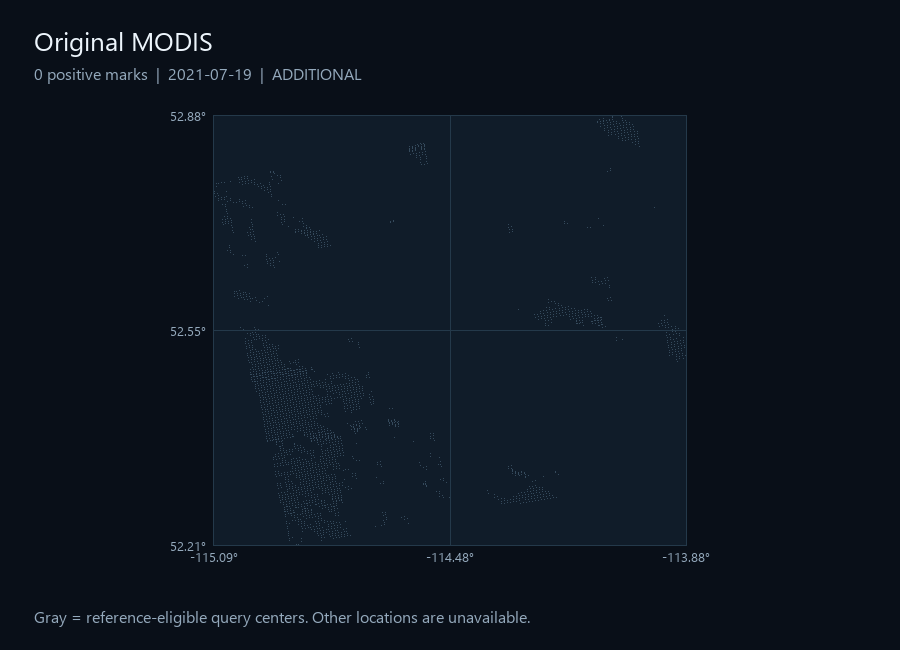 Original MODIS
0 positive marks | 2021-07-19 | ADDITIONAL
52.88°
52.55°
52.21°
-115.09°
-114.48°
-113.88°
Gray = reference-eligible query centers. Other locations are unavailable.